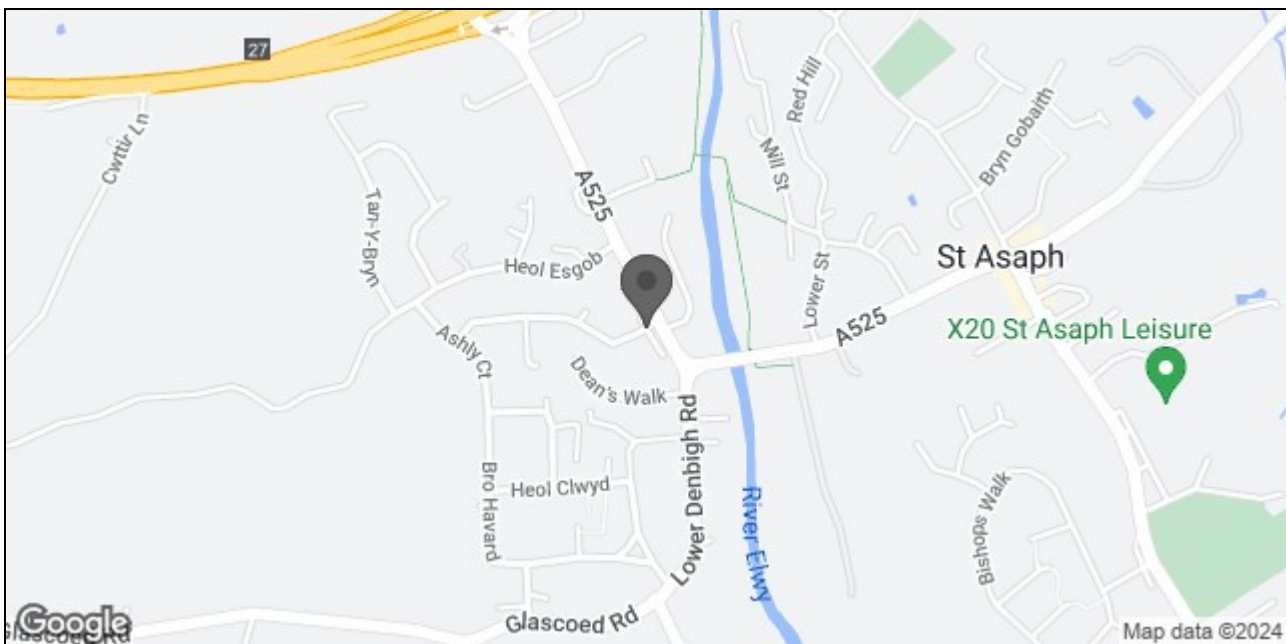 27
Cwttir Ln
Tan-Y-Bryn
A525
Heol Esgob
Ashly Ct
Dean's Walk
Bro Havard
Heol Clwyd
Lower Denbigh Rd
Glascoed Rd
Glascoed Rd
River Elwy
Mill St
Red Hill
Lower St
A525
Bryn Gobaith
St Asaph
X20 St Asaph Leisure
Bishops Walk
Google
Map data ©2024